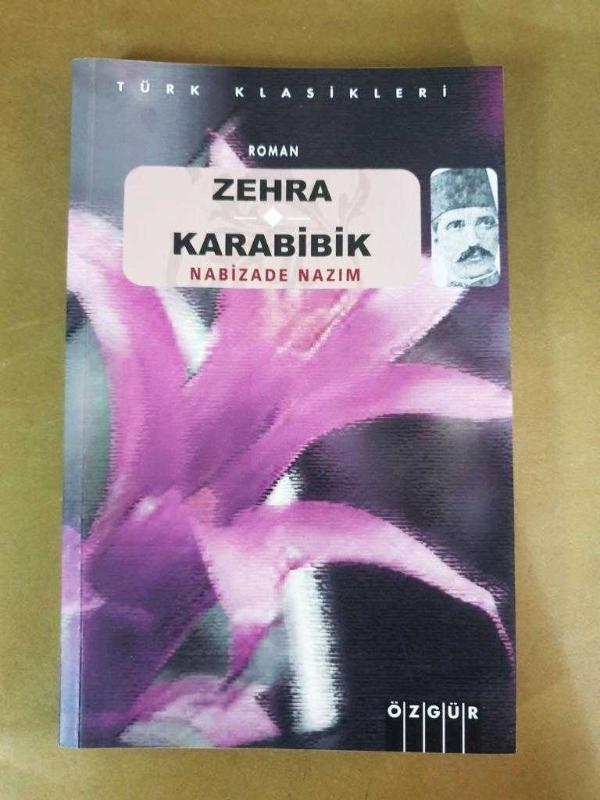 TÜRK KLASİKLERİ
ROMAN
ZEHRA
KARABİBİK
NABİZADE NAZIM
ÖZGÜR